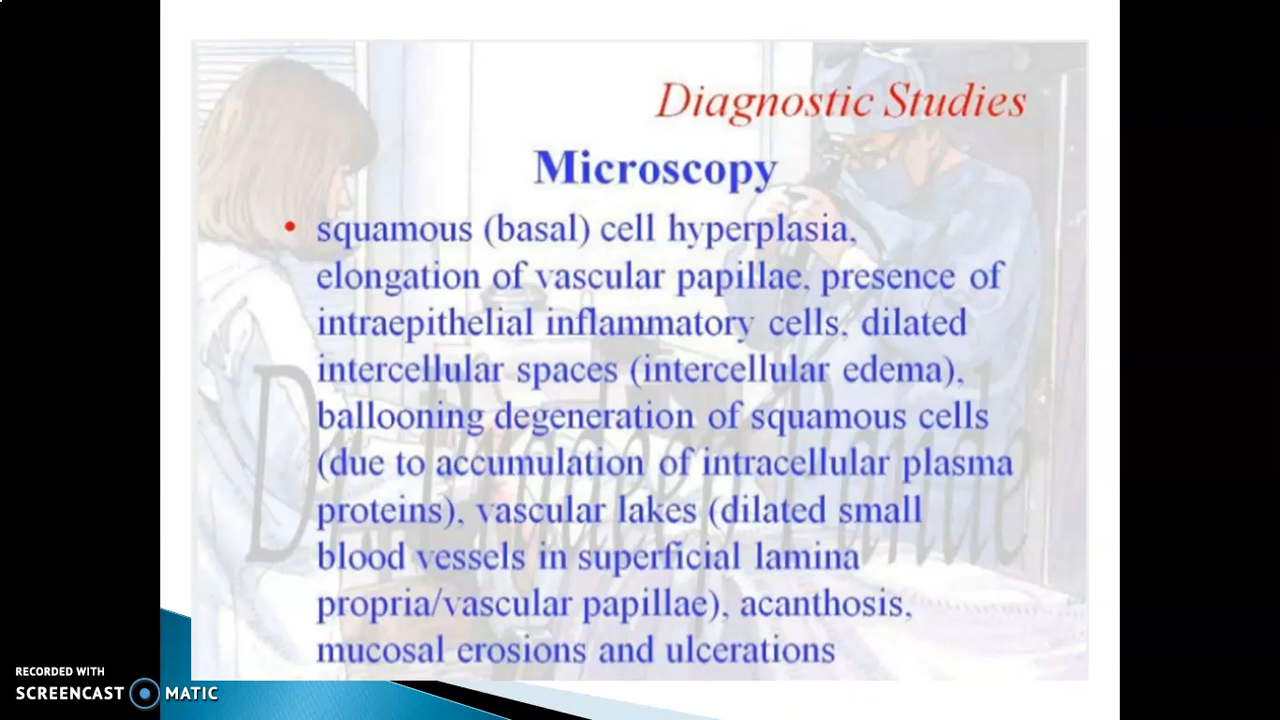 Diagnostic Studies
Microscopy
• squamous (basal) cell hyperplasia,
elongation of vascular papillae, presence of
intraepithelial inflammatory cells, dilated
intercellular spaces (intercellular edema),
ballooning degeneration of squamous cells
(due to accumulation of intracellular plasma
proteins), vascular lakes (dilated small
blood vessels in superficial lamina
propria/vascular papillae), acanthosis,
mucosal erosions and ulcerations
RECORDED WITH
SCREENCAST MATIC